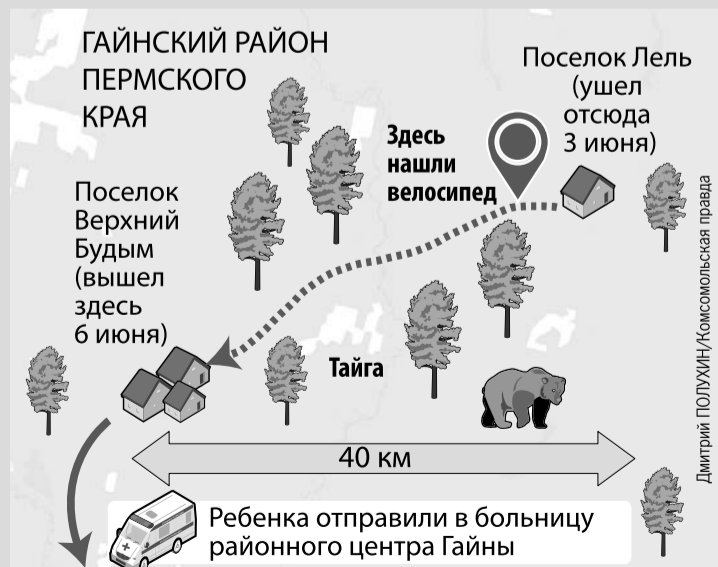 ГАЙНСКИЙ РАЙОН
ПЕРМСКОГО
КРАЯ
Поселок Лель
(ушел
отсюда
3 июня)
Здесь
нашли
велосипед
Поселок
Верхний
Будым
(вышел
здесь
6 июня)
Тайга
40 км
Ребенка отправили в больницу
районного центра Гайны
Дмитрий ПОЛУХИН/Комсомольская правда